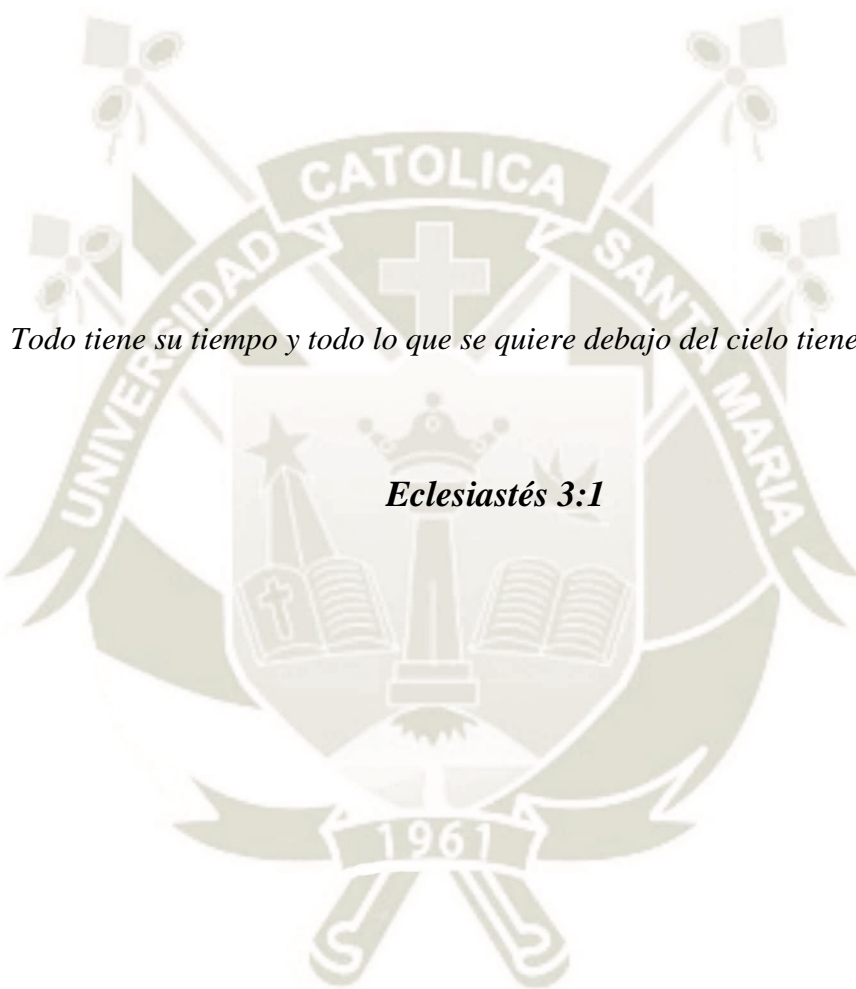 CATOLICA
UNIVERSIDAD
SANTA MARIA
Todo tiene su tiempo y todo lo que se quiere debajo del cielo tiene
Eclesiastés 3:1
1961